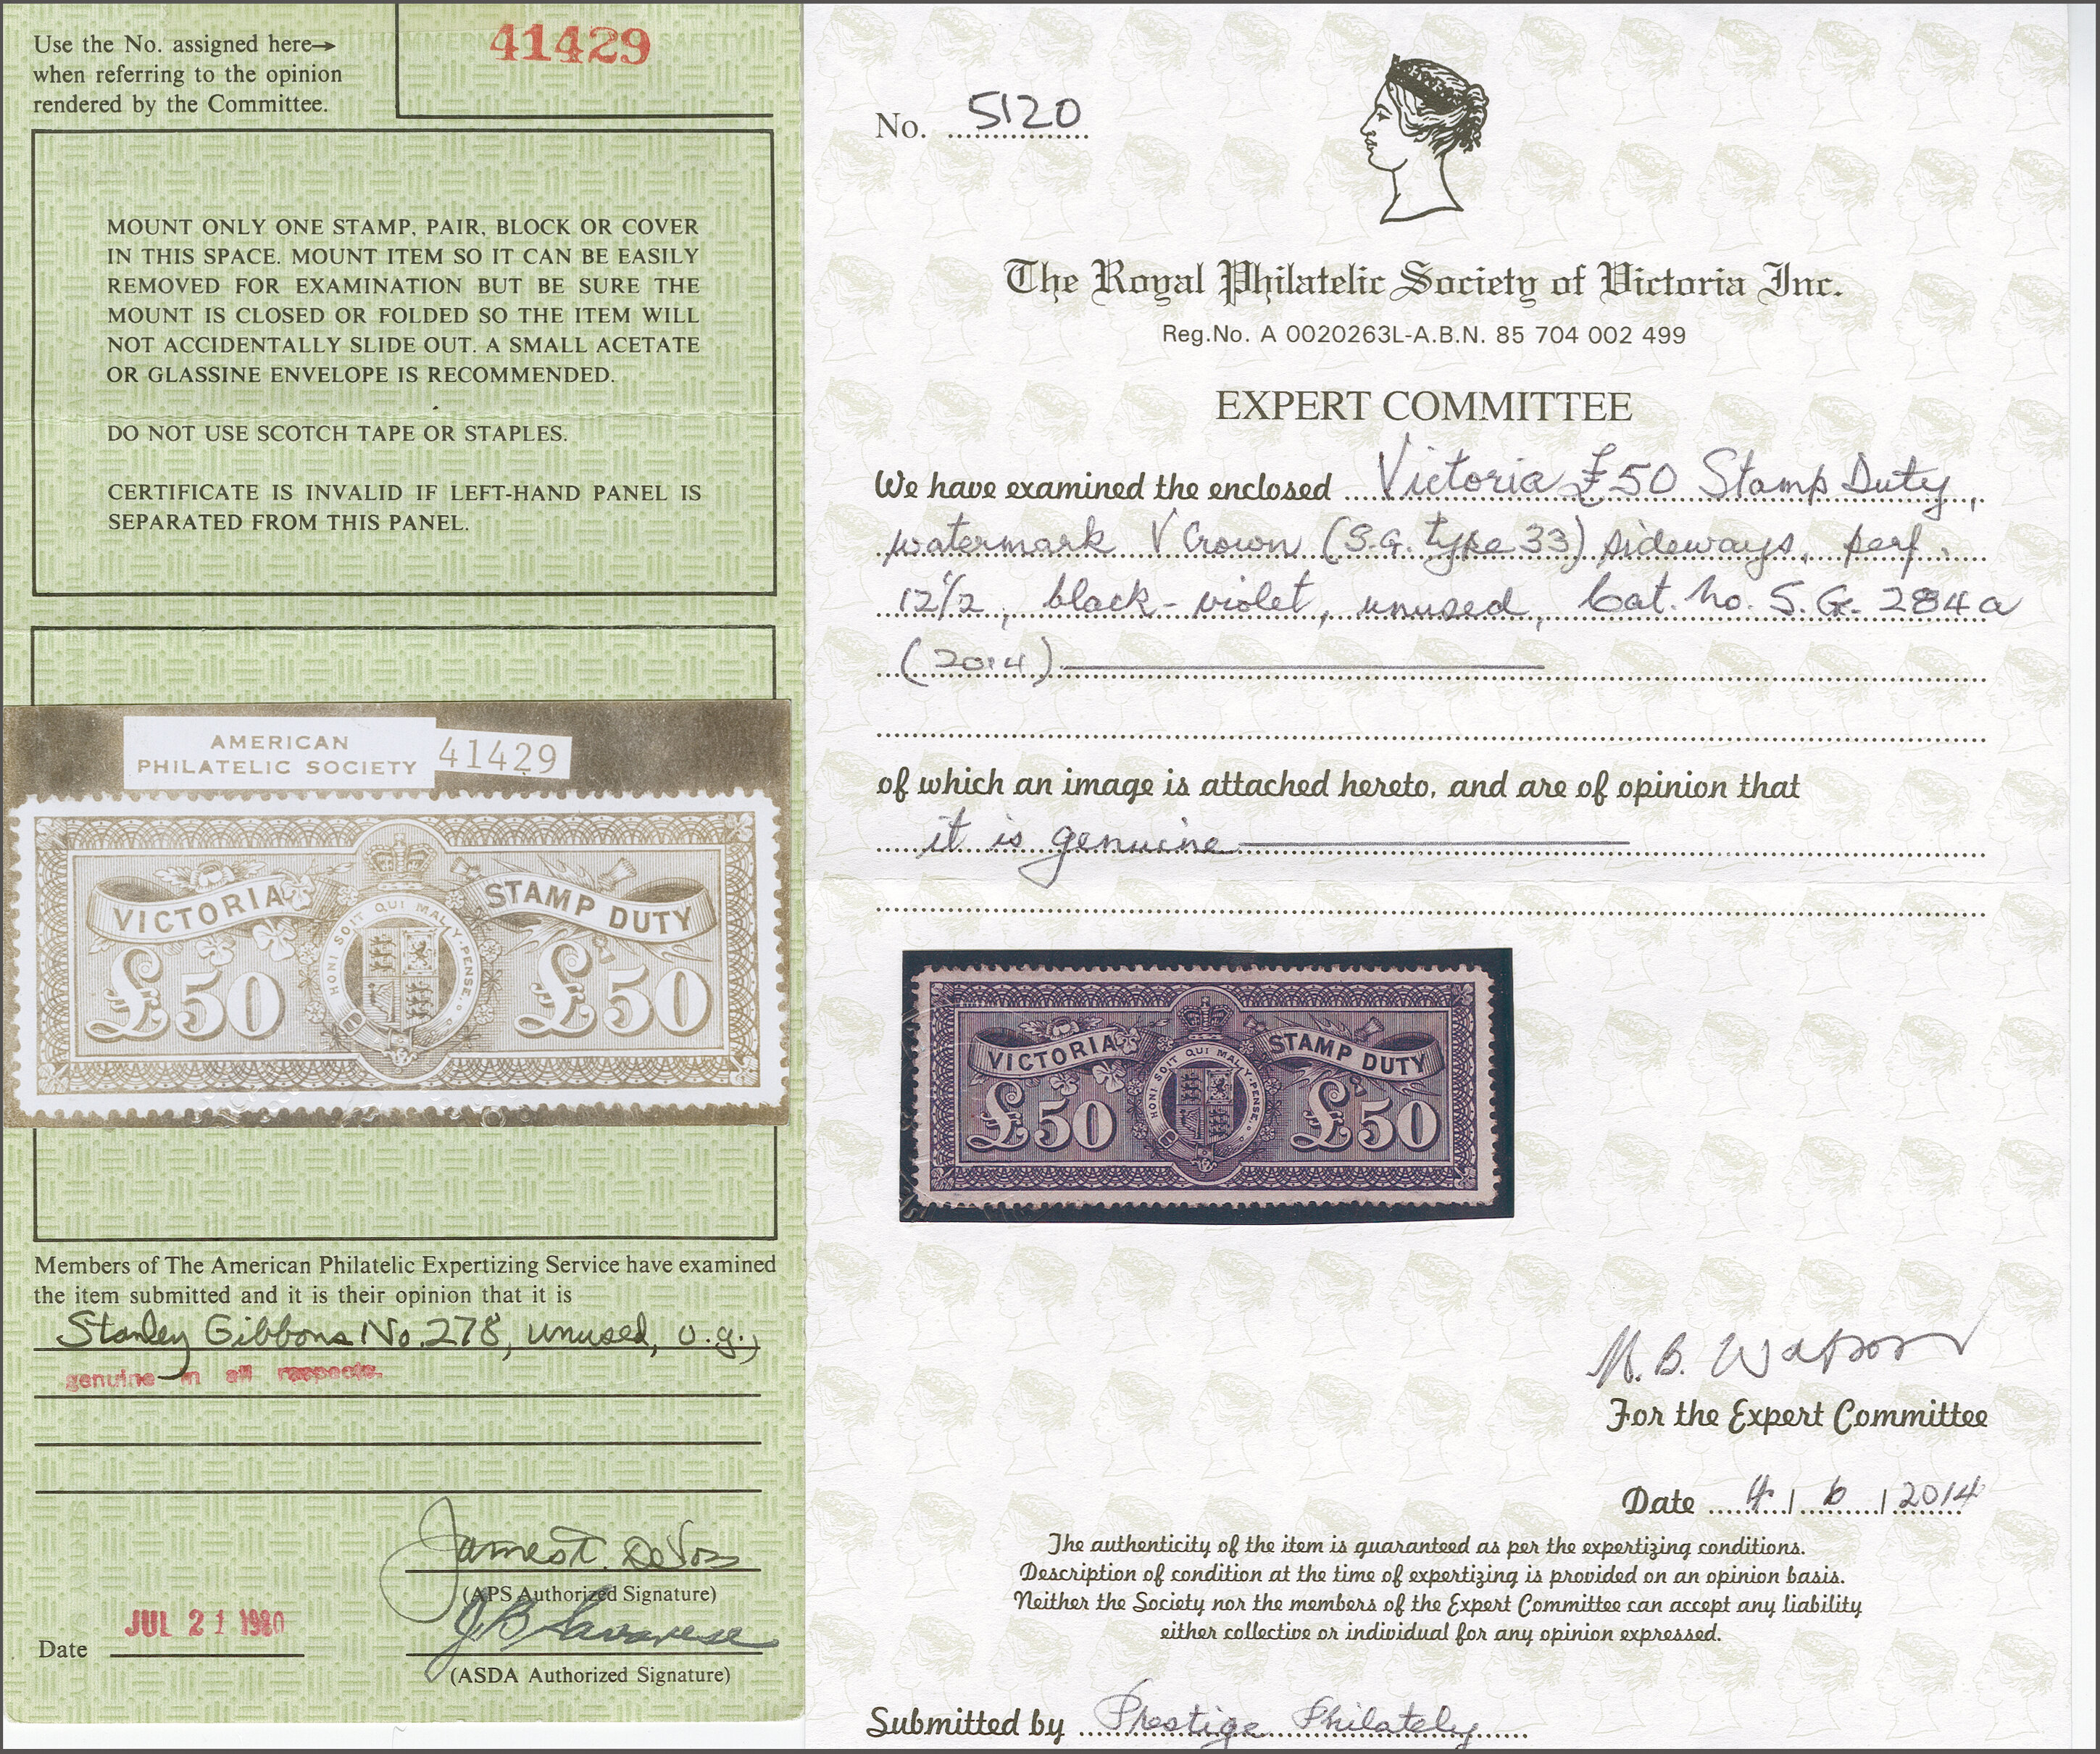 Use the No. assigned here→
when referring to the opinion
rendered by the Committee.
41429
MOUNT ONLY ONE STAMP, PAIR, BLOCK OR COVER
IN THIS SPACE. MOUNT ITEM SO IT CAN BE EASILY
REMOVED FOR EXAMINATION BUT BE SURE THE
MOUNT IS CLOSED OR FOLDED SO THE ITEM WILL
NOT ACCIDENTALLY SLIDE OUT. A SMALL ACETATE
OR GLASSINE ENVELOPE IS RECOMMENDED.
DO NOT USE SCOTCH TAPE OR STAPLES.
CERTIFICATE IS INVALID IF LEFT-HAND PANEL IS
SEPARATED FROM THIS PANEL.
AMERICAN
PHILATELIC SOCIETY
41429
VICTORIA STAMP DUTY
HONI SOIT QUI MAL Y PENSE
£50 £50
Members of The American Philatelic Expertizing Service have examined
the item submitted and it is their opinion that it is
Stanley Gibbons No. 278, unused, o.g.,
genuine in all respects.
James T. DeVoss
(APS Authorized Signature)
Date JUL 21 1980
(ASDA Authorized Signature)
No. 5120
The Royal Philatelic Society of Victoria Inc.
Reg.No. A 0020263L-A.B.N. 85 704 002 499
EXPERT COMMITTEE
We have examined the enclosed Victoria £50 Stamp Duty,
watermark V Crown (S.G. type 33) sideways, perf.
12½, black-violet, unused, Cat. No. S.G. 284a
(2014)
of which an image is attached hereto, and are of opinion that
it is genuine
VICTORIA STAMP DUTY
HONI SOIT QUI MAL Y PENSE
£50 £50
M. B. Watson
For the Expert Committee
Date 4 / 6 / 2014
The authenticity of the item is guaranteed as per the expertizing conditions.
Description of condition at the time of expertizing is provided on an opinion basis.
Neither the Society nor the members of the Expert Committee can accept any liability
either collective or individual for any opinion expressed.
Submitted by Prestige Philately